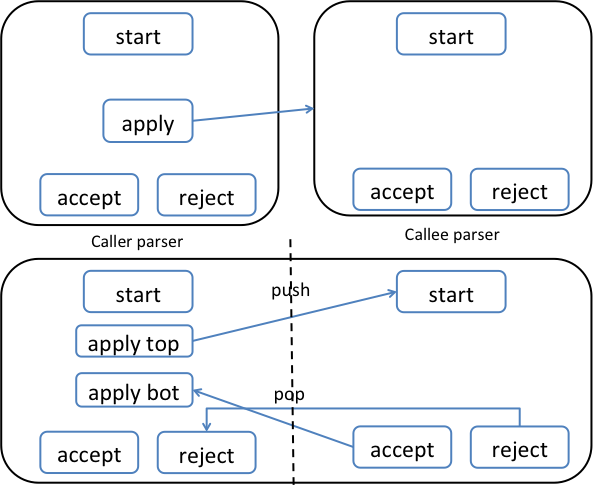 start
start
apply
accept
reject
accept
reject
Caller parser
Callee parser
start
push
start
apply top
apply bot
pop
accept
reject
accept
reject